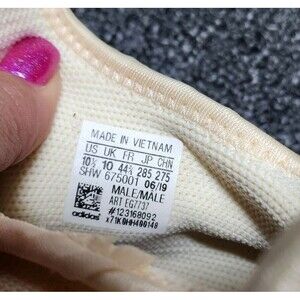 MADE IN VIETNAM
US UK FR JP CHN
10½ 10 44⅔ 285 275
SHW 675001 06/19
MALE/MALE
ART EG7737
#123168092
adidas